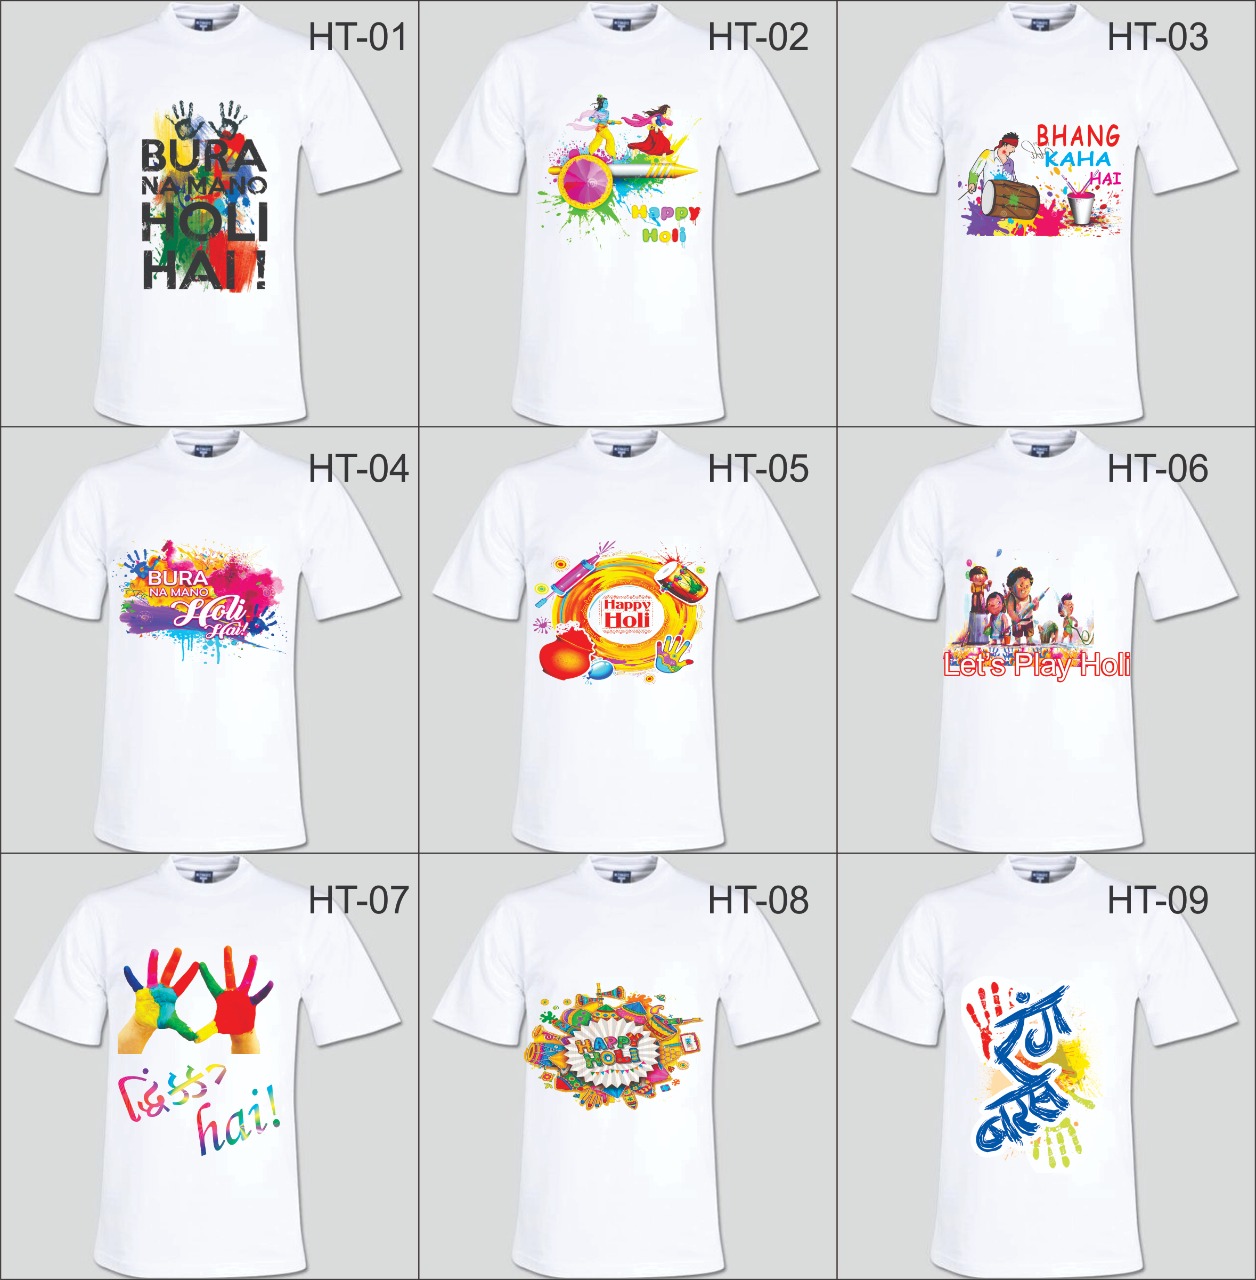 HT-01
BURA
NA MANO
HOLI
HAI !
HT-02
Happy
Holi
HT-03
BHANG
KAHA
HAI
HT-04
BURA
NA MANO
Holi
Hai!
HT-05
Happy
Holi
HT-06
Let's Play Holi
HT-07
hai!
HT-08
HAPPY
HOLI
HT-09
रंग
बरसे